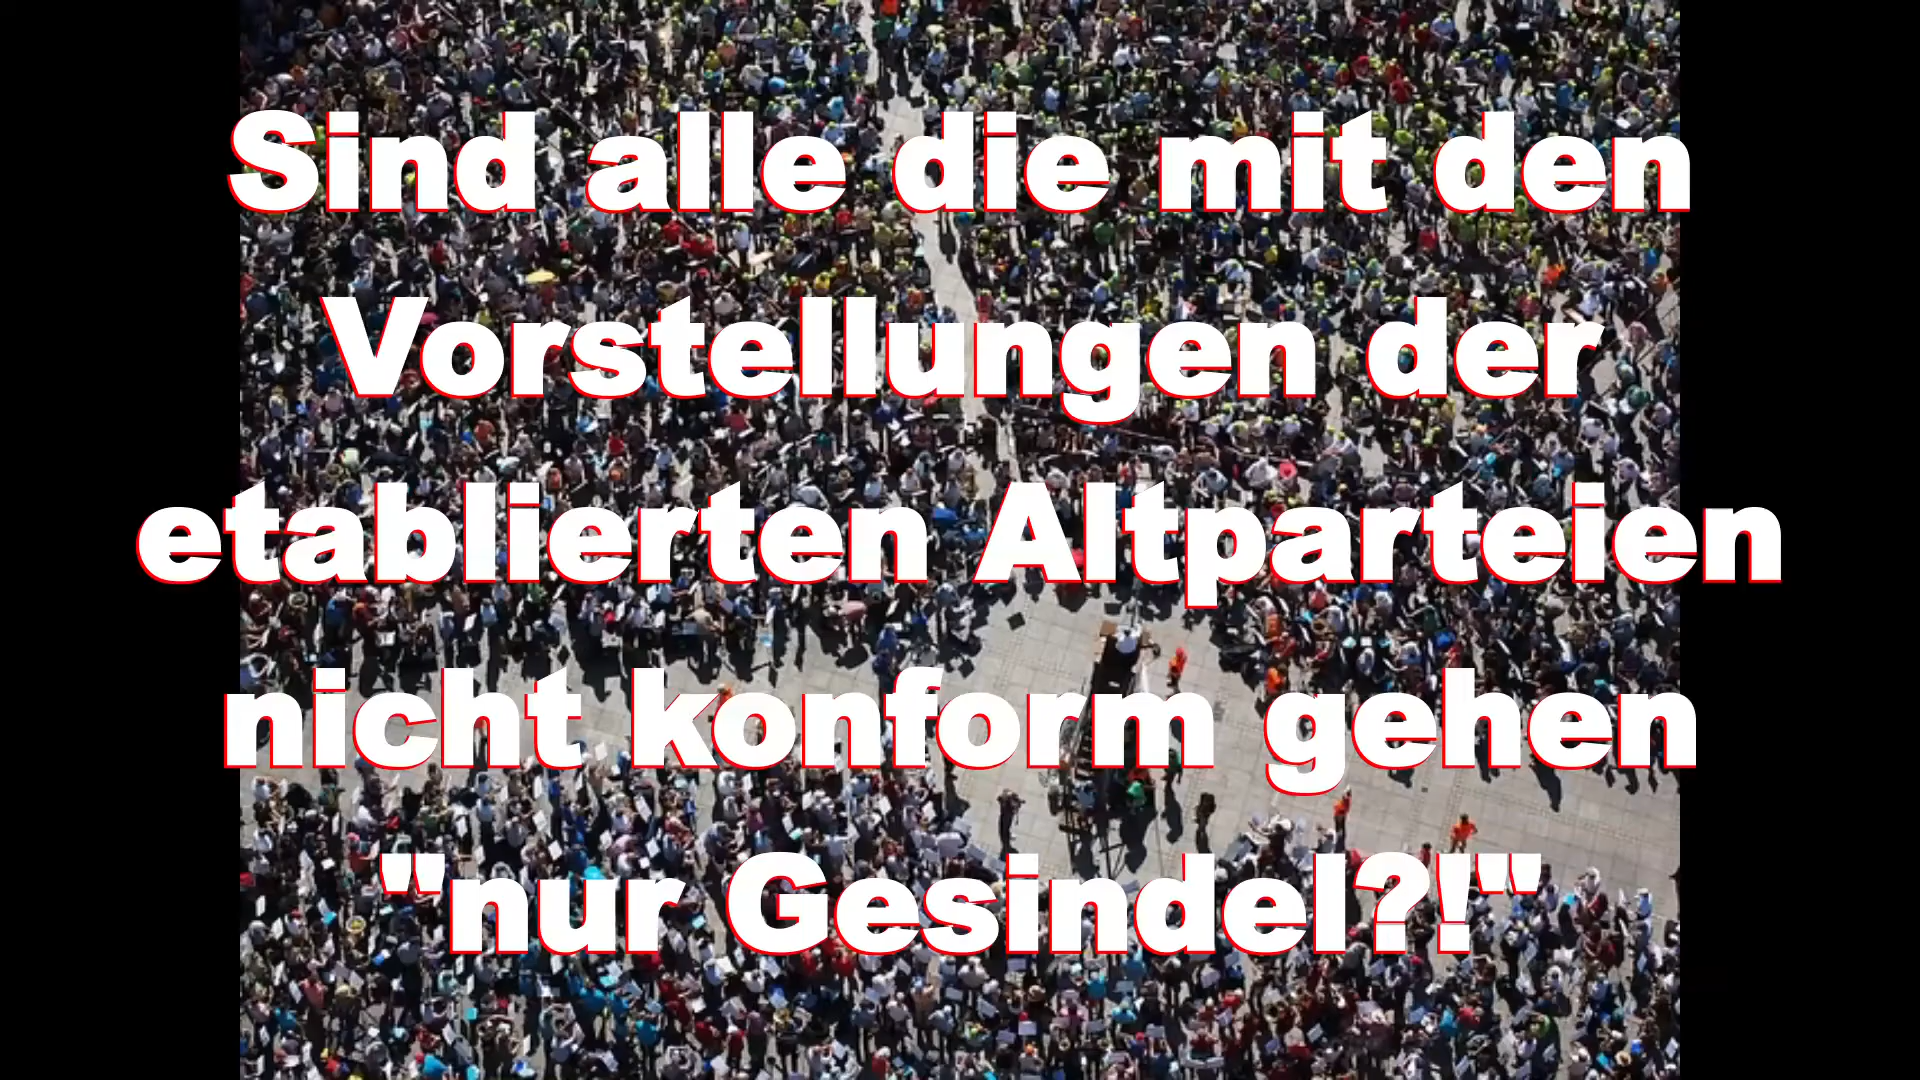 Sind alle die mit den
Vorstellungen der
etablierten Altparteien
nicht konform gehen
"nur Gesindel?!"